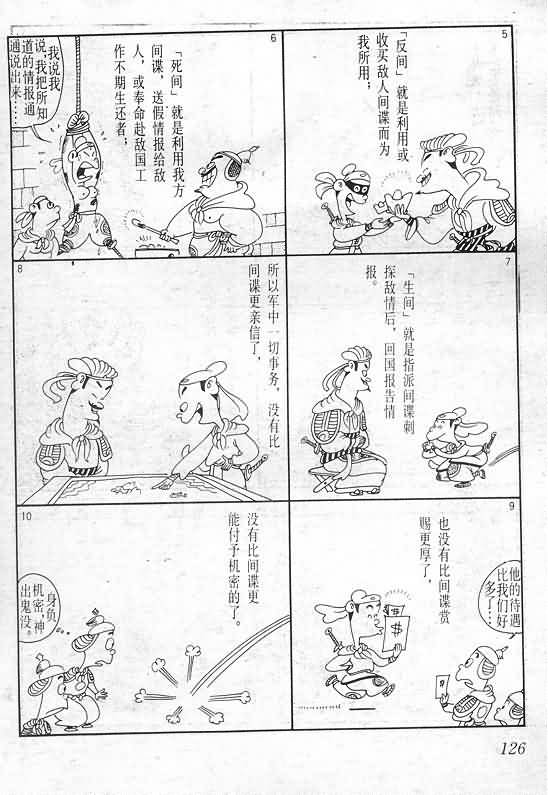 5
「反间」就是利用或
收买敌人间谍而为
我所用；
6
「死间」就是利用我方
间谍，送假情报给敌
人，或奉命赴敌国工
作不期生还者；
我说我
说，我把所知
道的情报通
通说出来……
7
「生间」就是指派间谍刺
探敌情后，回国报告情
报。
8
所以军中一切事务，没有比
间谍更亲信了，
9
也没有比间谍赏
赐更厚了，
他的待遇
比我们好
多了……
10
没有比间谍更
能付予机密的了。
身负
机密，神
出鬼没。
126